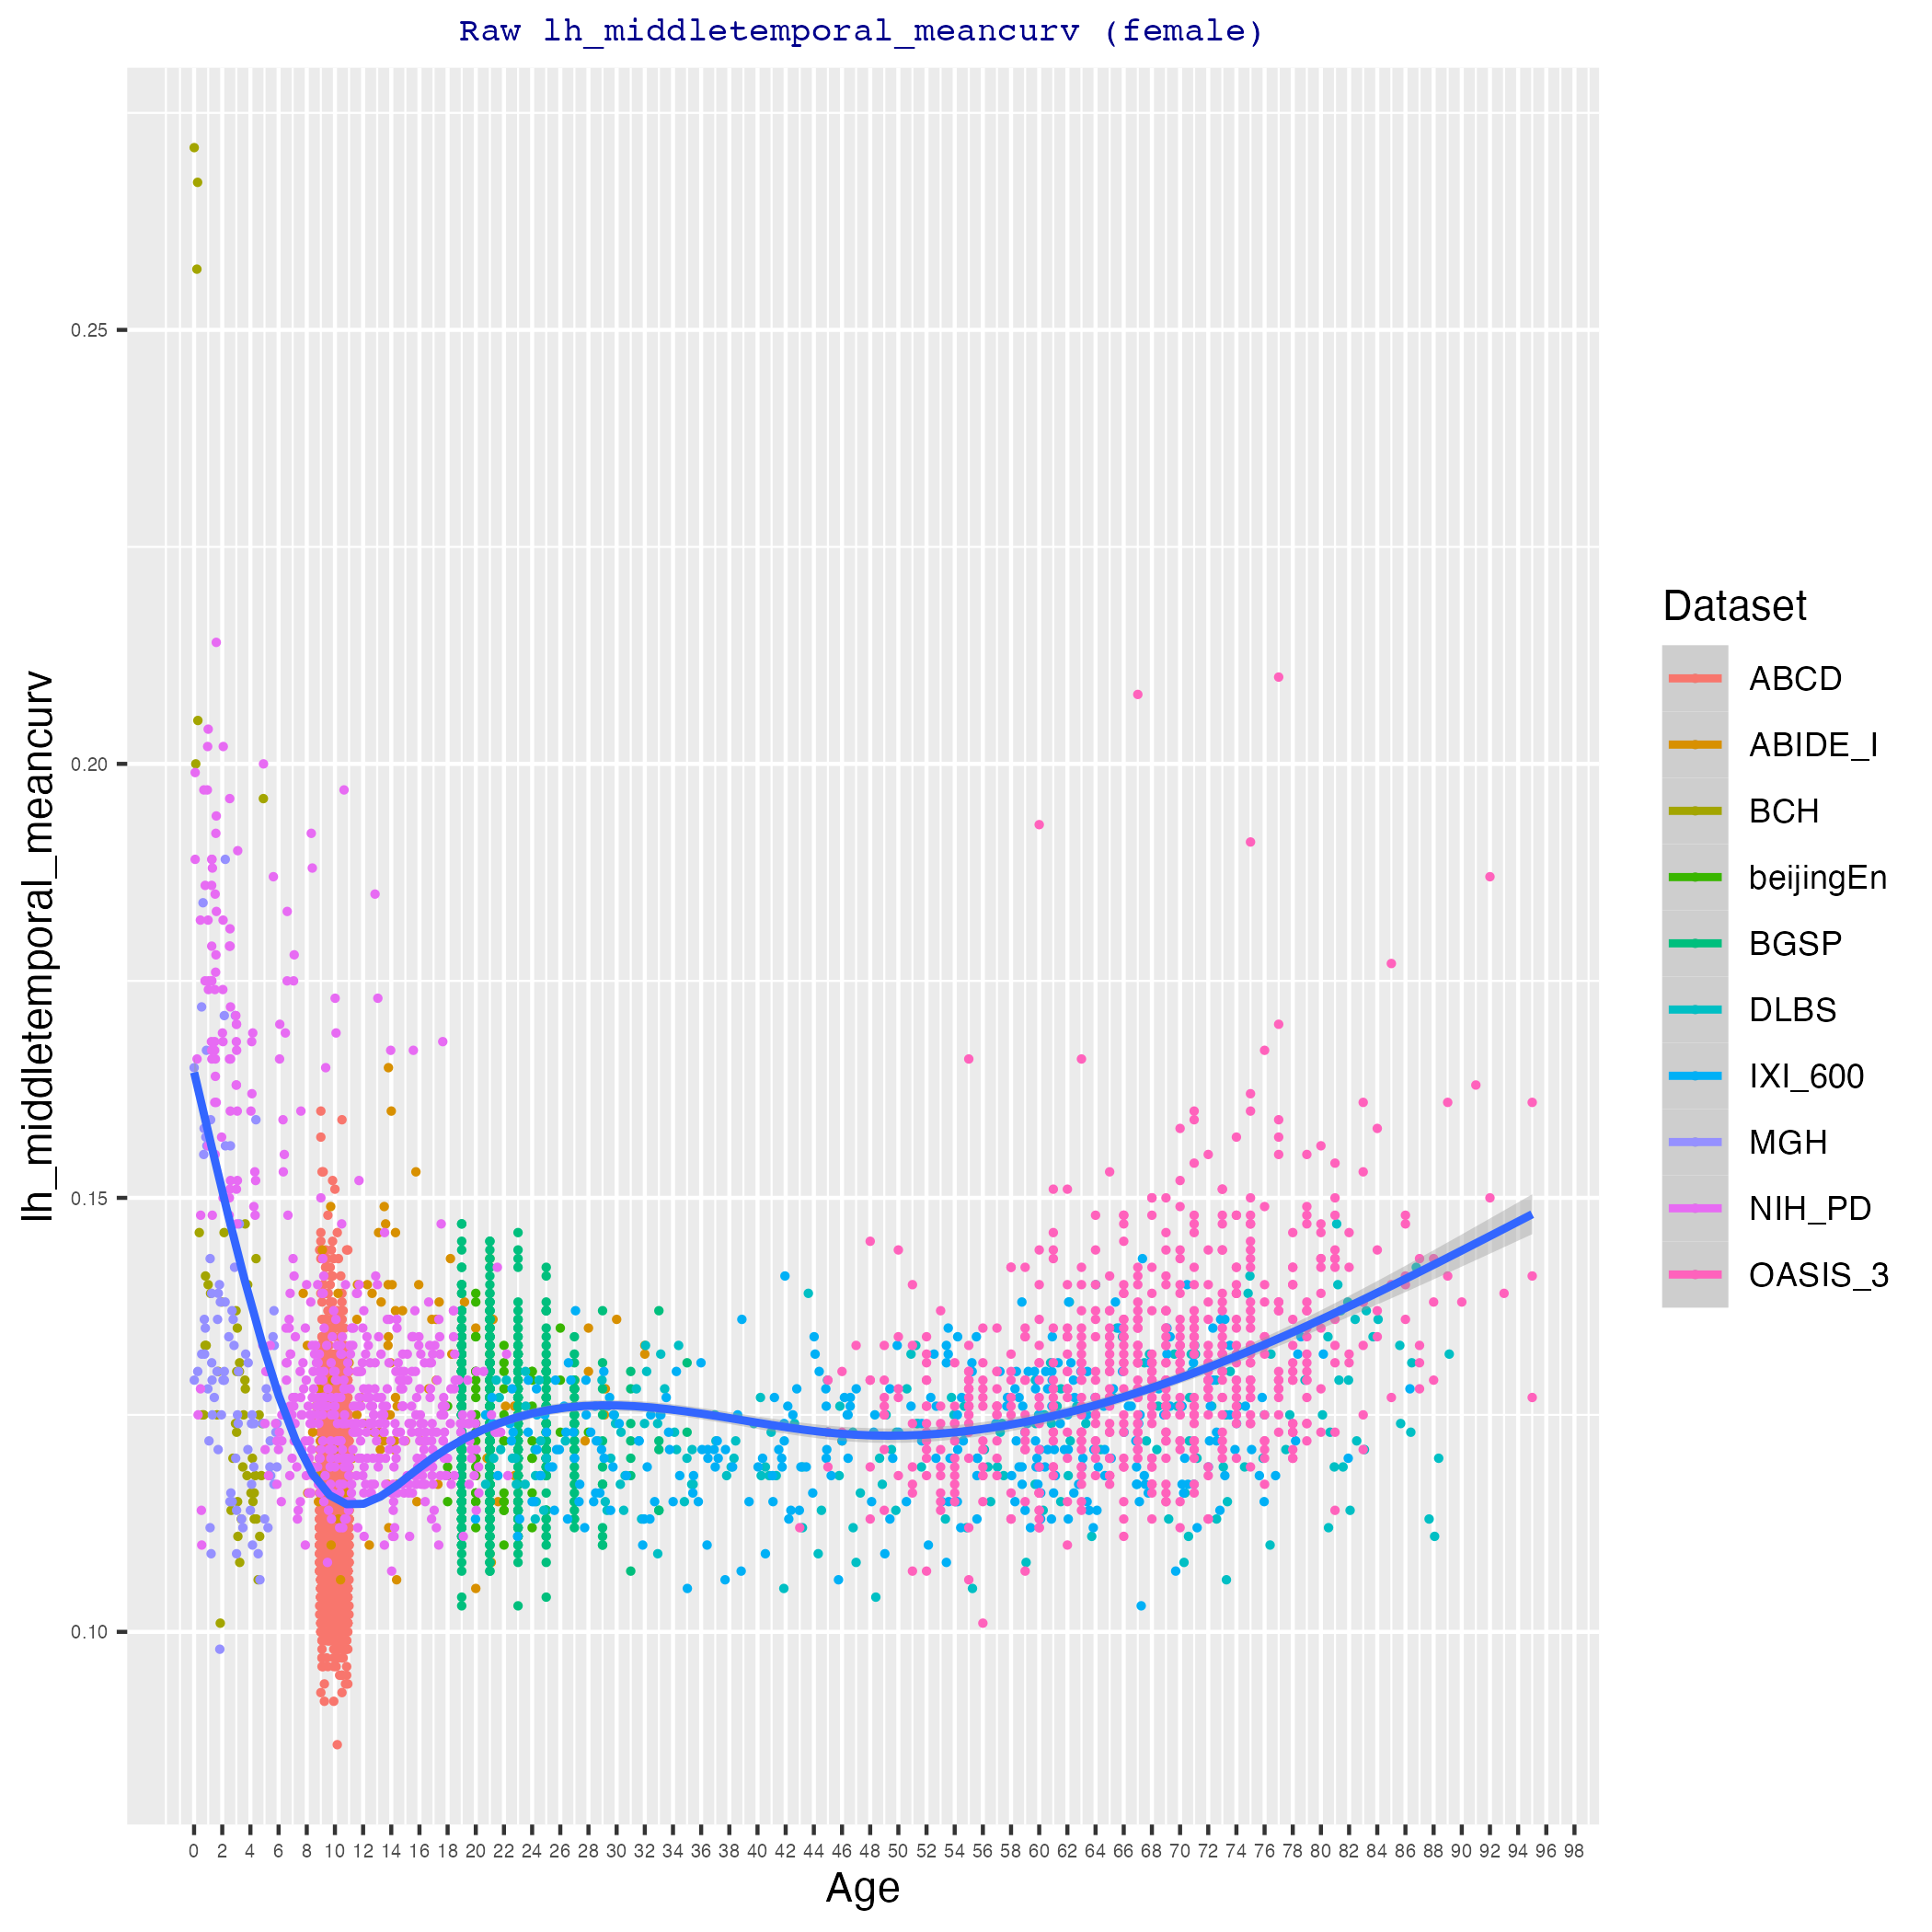 Raw lh_middletemporal_meancurv (female)
lh_middletemporal_meancurv
0.25
0.20
0.15
0.10
0 2 4 6 8 10 12 14 16 18 20 22 24 26 28 30 32 34 36 38 40 42 44 46 48 50 52 54 56 58 60 62 64 66 68 70 72 74 76 78 80 82 84 86 88 90 92 94 96 98
Age
Dataset
ABCD
ABIDE_I
BCH
beijingEn
BGSP
DLBS
IXI_600
MGH
NIH_PD
OASIS_3